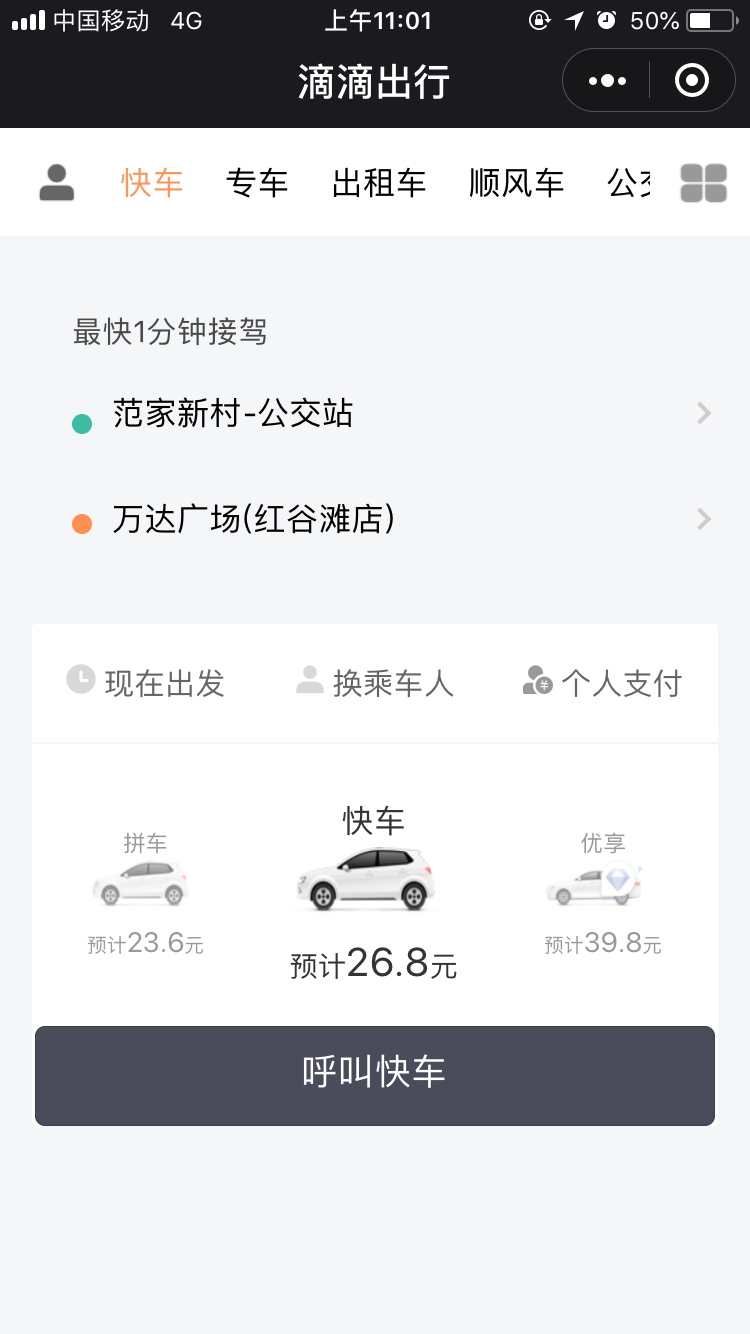 中国移动 4G 上午11:01 50%
滴滴出行
快车 专车 出租车 顺风车 公交
最快1分钟接驾
范家新村-公交站
万达广场(红谷滩店)
现在出发 换乘车人 个人支付
拼车 快车 优享
预计23.6元 预计26.8元 预计39.8元
呼叫快车